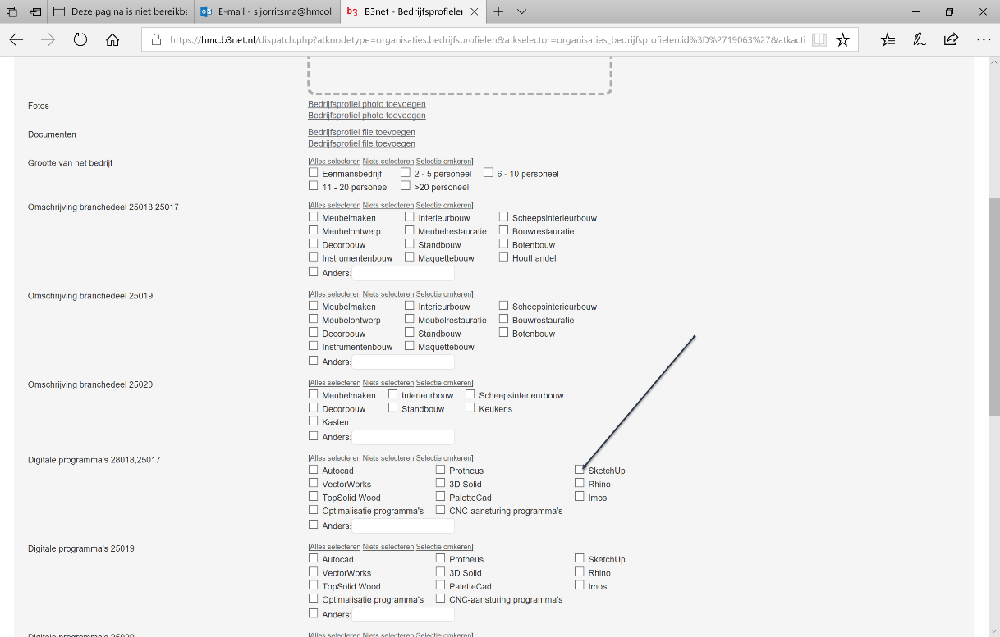 Deze pagina is niet bereikba
E-mail - s.jorritsma@hmcoll
b3 B3net - Bedrijfsprofielen
https://hmc.b3net.nl/dispatch.php?atknodetype=organisaties.bedrijfsprofielen&atkselector=organisaties_bedrijfsprofielen.id%3D%2719063%27&atkacti
Fotos
Bedrijfsprofiel photo toevoegen
Bedrijfsprofiel photo toevoegen
Documenten
Bedrijfsprofiel file toevoegen
Bedrijfsprofiel file toevoegen
Grootte van het bedrijf
[Alles selecteren Niets selecteren Selectie omkeren]
Eenmansbedrijf 2 - 5 personeel 6 - 10 personeel
11 - 20 personeel >20 personeel
Omschrijving branchedeel 25018,25017
[Alles selecteren Niets selecteren Selectie omkeren]
Meubelmaken Interieurbouw Scheepsinterieurbouw
Meubelontwerp Meubelrestauratie Bouwrestauratie
Decorbouw Standbouw Botenbouw
Instrumentenbouw Maquettebouw Houthandel
Anders:
Omschrijving branchedeel 25019
[Alles selecteren Niets selecteren Selectie omkeren]
Meubelmaken Interieurbouw Scheepsinterieurbouw
Meubelontwerp Meubelrestauratie Bouwrestauratie
Decorbouw Standbouw Botenbouw
Instrumentenbouw Maquettebouw
Anders:
Omschrijving branchedeel 25020
[Alles selecteren Niets selecteren Selectie omkeren]
Meubelmaken Interieurbouw Scheepsinterieurbouw
Decorbouw Standbouw Keukens
Kasten
Anders:
Digitale programma's 28018,25017
[Alles selecteren Niets selecteren Selectie omkeren]
Autocad Protheus SketchUp
VectorWorks 3D Solid Rhino
TopSolid Wood PaletteCad Imos
Optimalisatie programma's CNC-aansturing programma's
Anders:
Digitale programma's 25019
[Alles selecteren Niets selecteren Selectie omkeren]
Autocad Protheus SketchUp
VectorWorks 3D Solid Rhino
TopSolid Wood PaletteCad Imos
Optimalisatie programma's CNC-aansturing programma's
Anders:
Digitale programma's 25020
[Alles selecteren Niets selecteren Selectie omkeren]